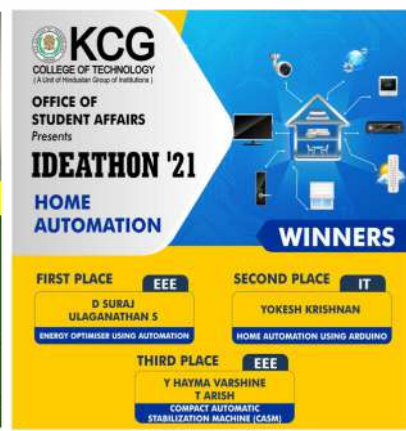 KCG
COLLEGE OF TECHNOLOGY
( A Unit of Hindustan Group of Institutions )
OFFICE OF
STUDENT AFFAIRS
Presents
IDEATHON '21
HOME
AUTOMATION
WINNERS
FIRST PLACE EEE
D SURAJ
ULAGANATHAN S
ENERGY OPTIMISER USING AUTOMATION
SECOND PLACE IT
YOKESH KRISHNAN
HOME AUTOMATION USING ARDUINO
THIRD PLACE EEE
Y HAYMA VARSHINE
T ARISH
COMPACT AUTOMATIC
STABILIZATION MACHINE (CASM)